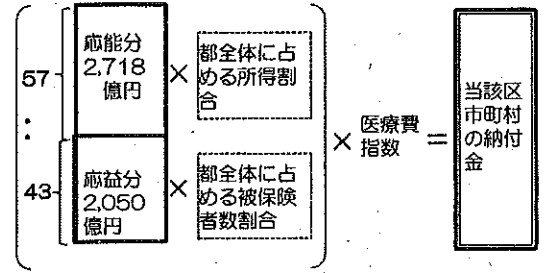 57
:
43
応能分
2,718
億円
×
都全体に占
める所得割
合
応益分
2,050
億円
×
都全体に占
める被保険
者数割合
×
医療費
指数
=
当該区
市町村
の納付
金